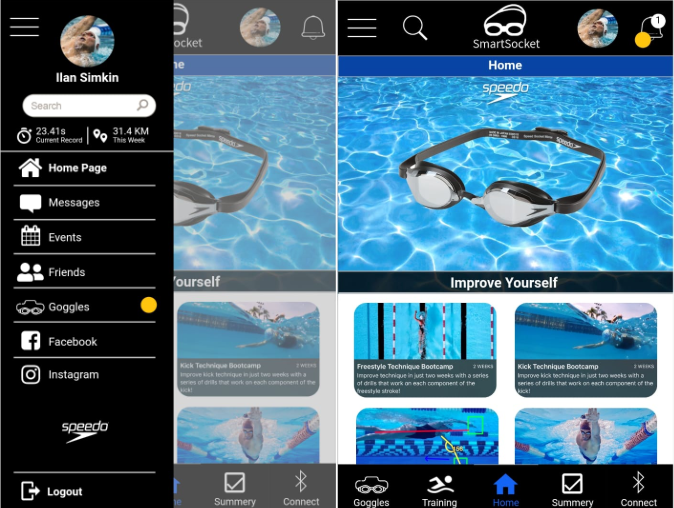 Ilan Simkin
Search
23.41s
Current Record
31.4 KM
This Week
Home Page
Messages
Events
Friends
Goggles
Facebook
Instagram
speedo
Logout
Socket
me
speedo
Yourself
Kick Technique Bootcamp
2 WEEKS
Improve kick technique in just two weeks with a
series of drills that work on each component of the
kick!
me
Summery
Connect
SmartSocket
1
Home
speedo
speedo
Improve Yourself
Freestyle Technique Bootcamp
2 WEEKS
Improve technique in just two weeks with a series
of drills that work on each component of the
freestyle stroke!
Kick Technique Bootcamp
2 WEEKS
Improve kick technique in just two weeks with a
series of drills that work on each component of the
kick!
Goggles
Training
Home
Summery
Connect